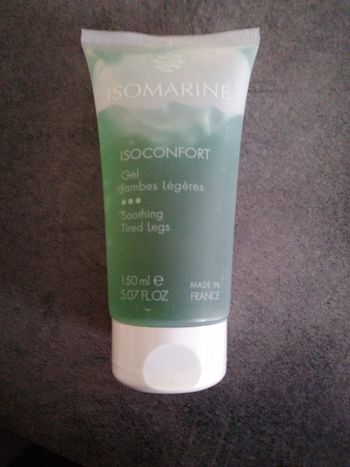 ISOMARINE
ISOCONFORT
Gel
Jambes Légères
Soothing
Tired Legs
150 ml e
5.07 FL.OZ
MADE IN
FRANCE